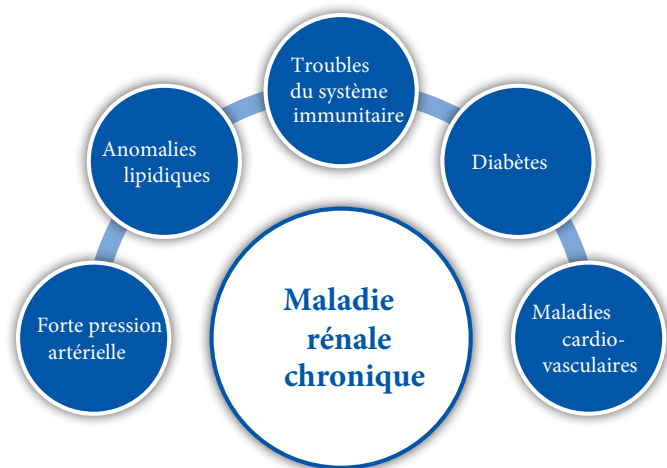 Troubles
du système
immunitaire
Anomalies
lipidiques
Diabètes
Forte pression
artérielle
Maladie
rénale
chronique
Maladies
cardio-
vasculaires